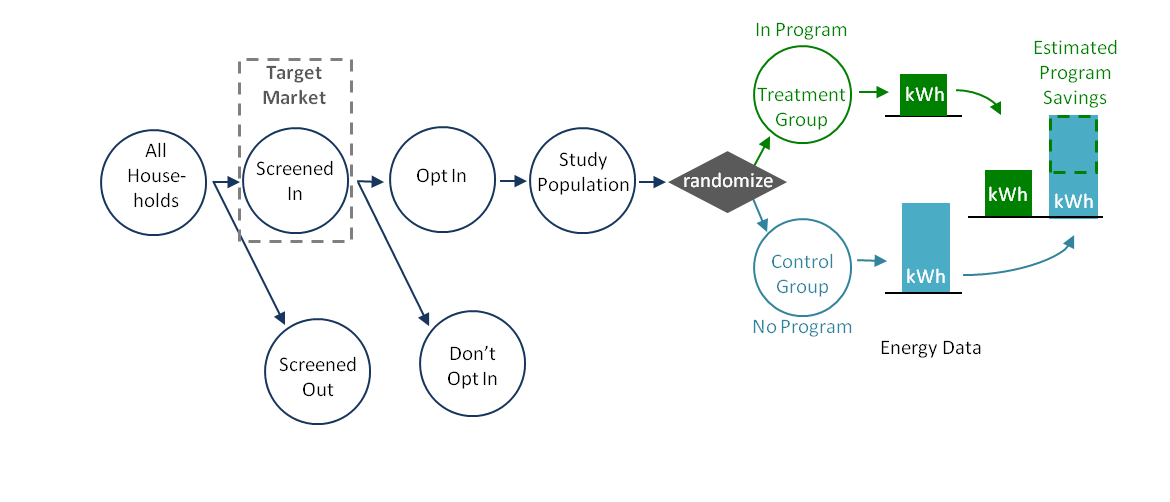 All
House-
holds
Target
Market
Screened
In
Screened
Out
Opt In
Don’t
Opt In
Study
Population
randomize
In Program
Treatment
Group
Control
Group
No Program
kWh
kWh
Energy Data
Estimated
Program
Savings
kWh
kWh